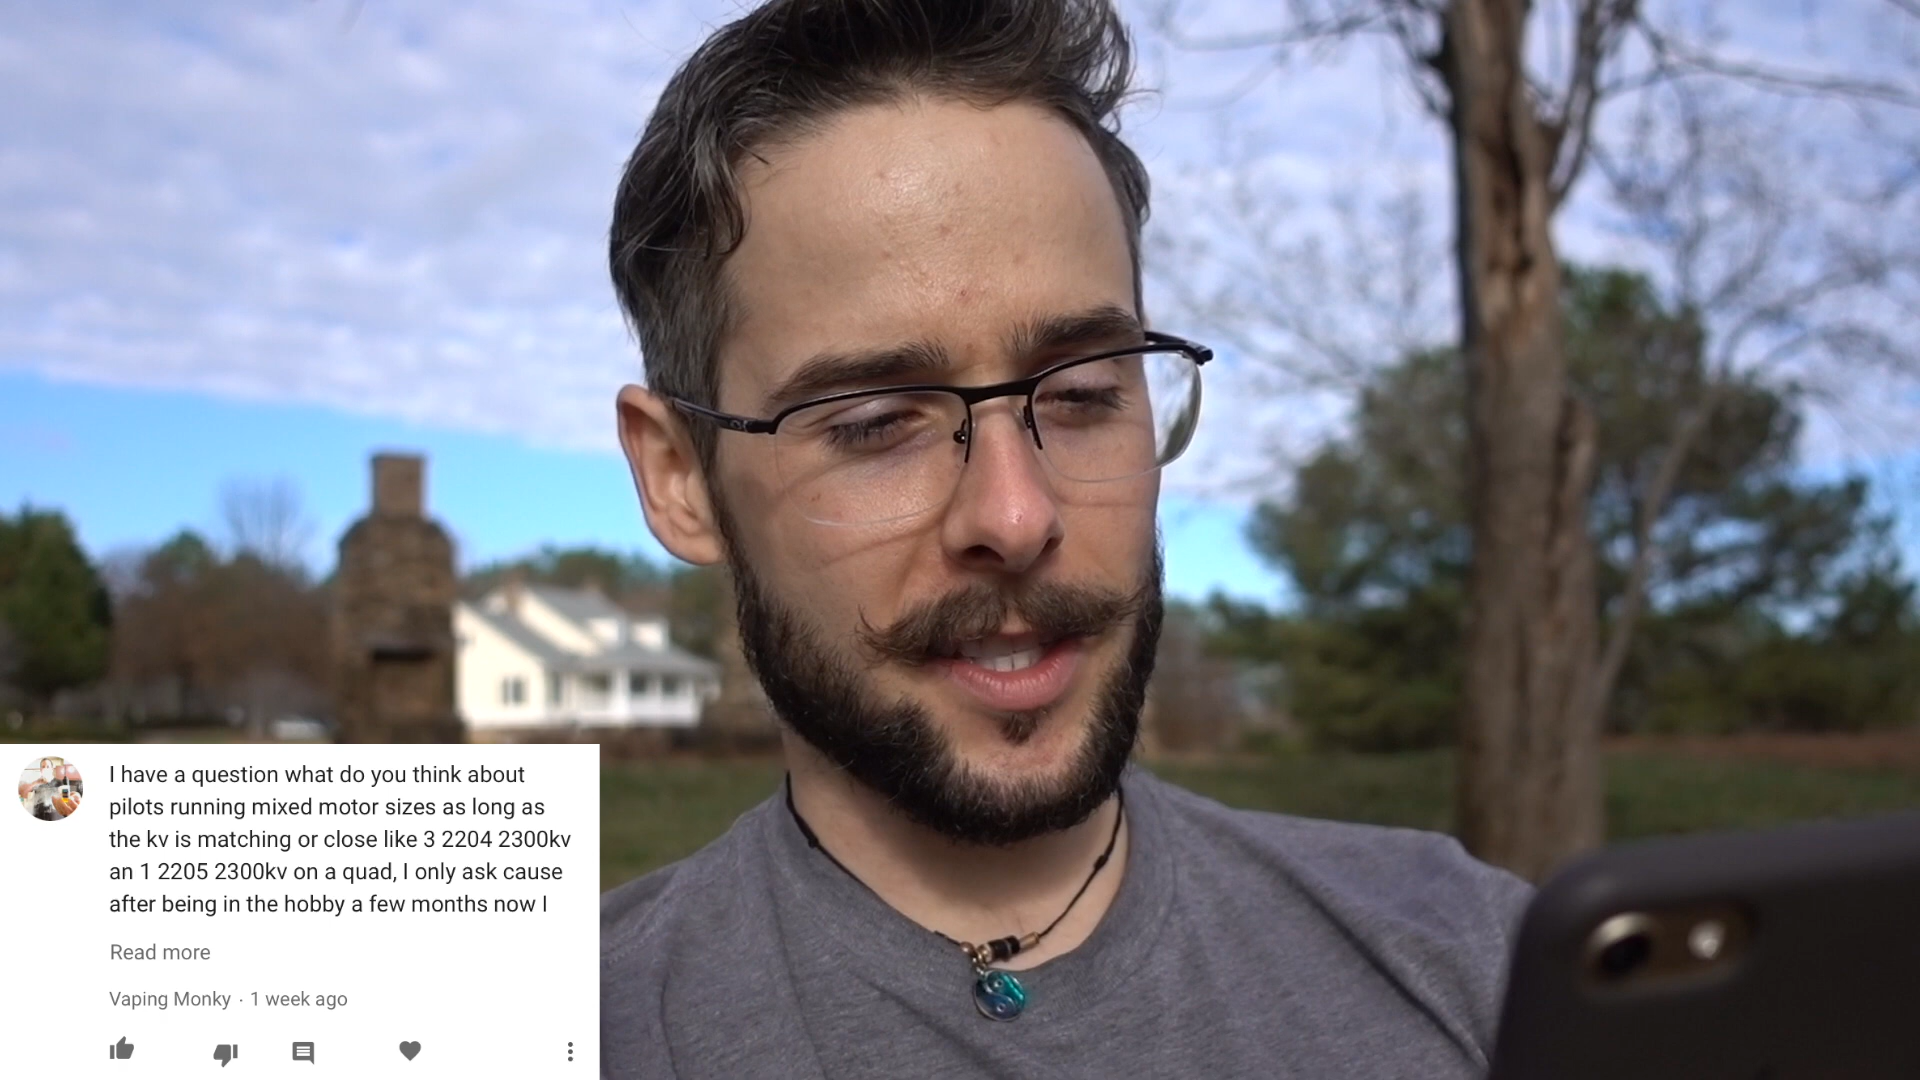 I have a question what do you think about
pilots running mixed motor sizes as long as
the kv is matching or close like 3 2204 2300kv
an 1 2205 2300kv on a quad, I only ask cause
after being in the hobby a few months now I
Read more
Vaping Monky · 1 week ago